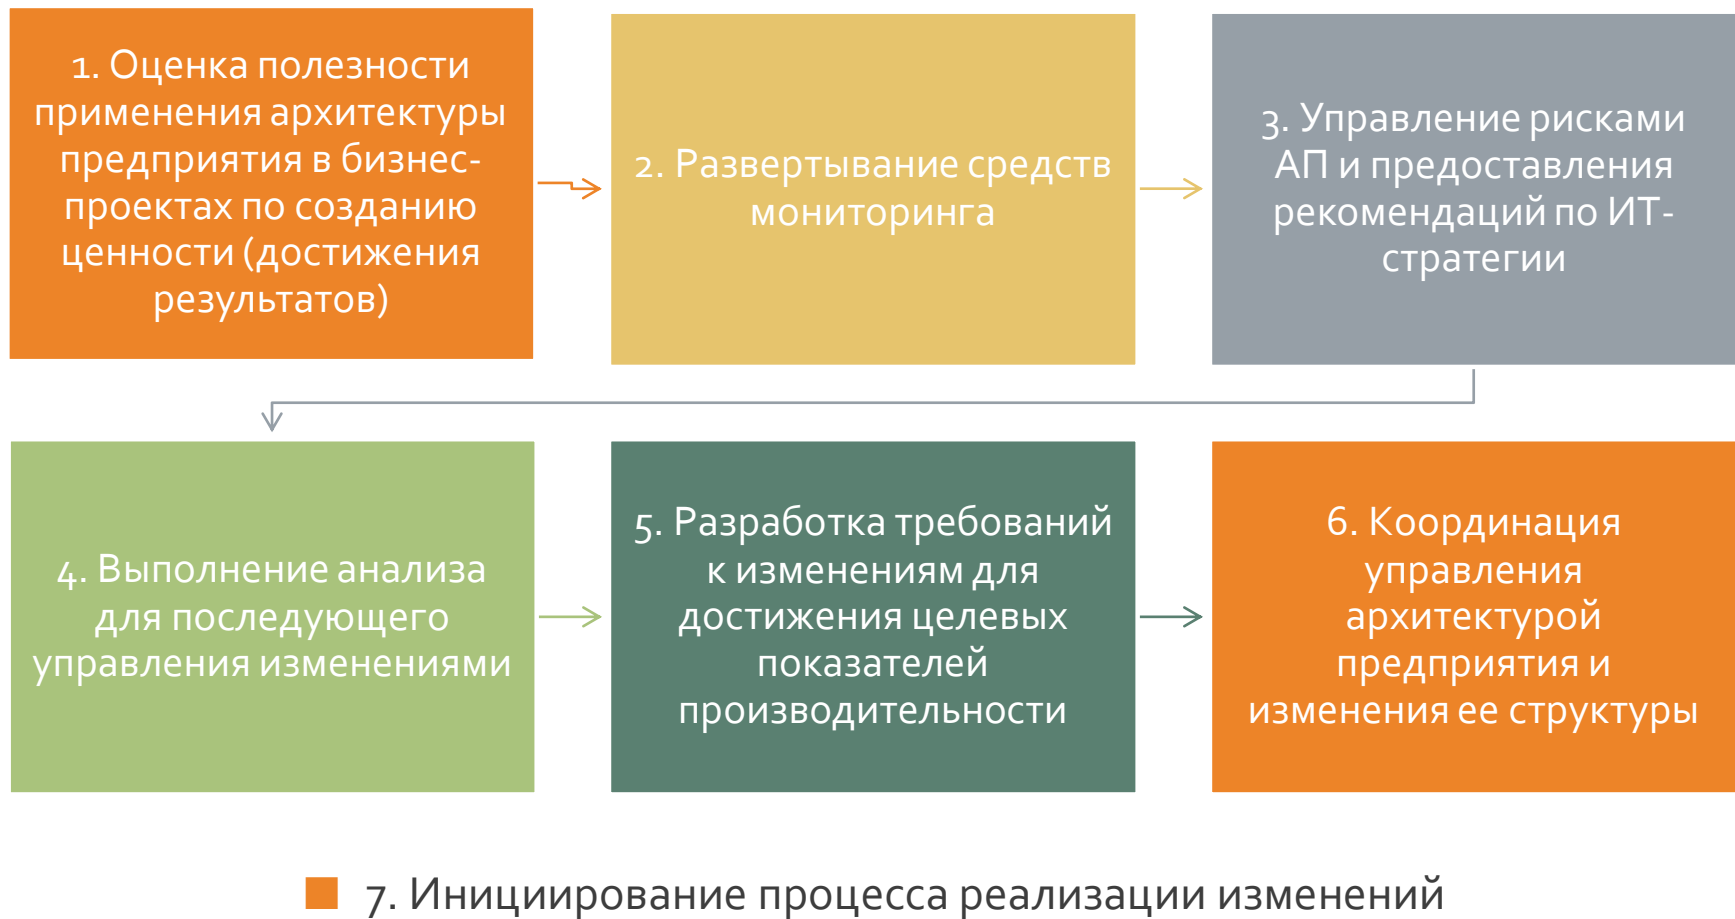 1. Оценка полезности
применения архитектуры
предприятия в бизнес-
проектах по созданию
ценности (достижения
результатов)
2. Развертывание средств
мониторинга
3. Управление рисками
АП и предоставления
рекомендаций по ИТ-
стратегии
4. Выполнение анализа
для последующего
управления изменениями
5. Разработка требований
к изменениям для
достижения целевых
показателей
производительности
6. Координация
управления
архитектурой
предприятия и
изменения ее структуры
7. Инициирование процесса реализации изменений